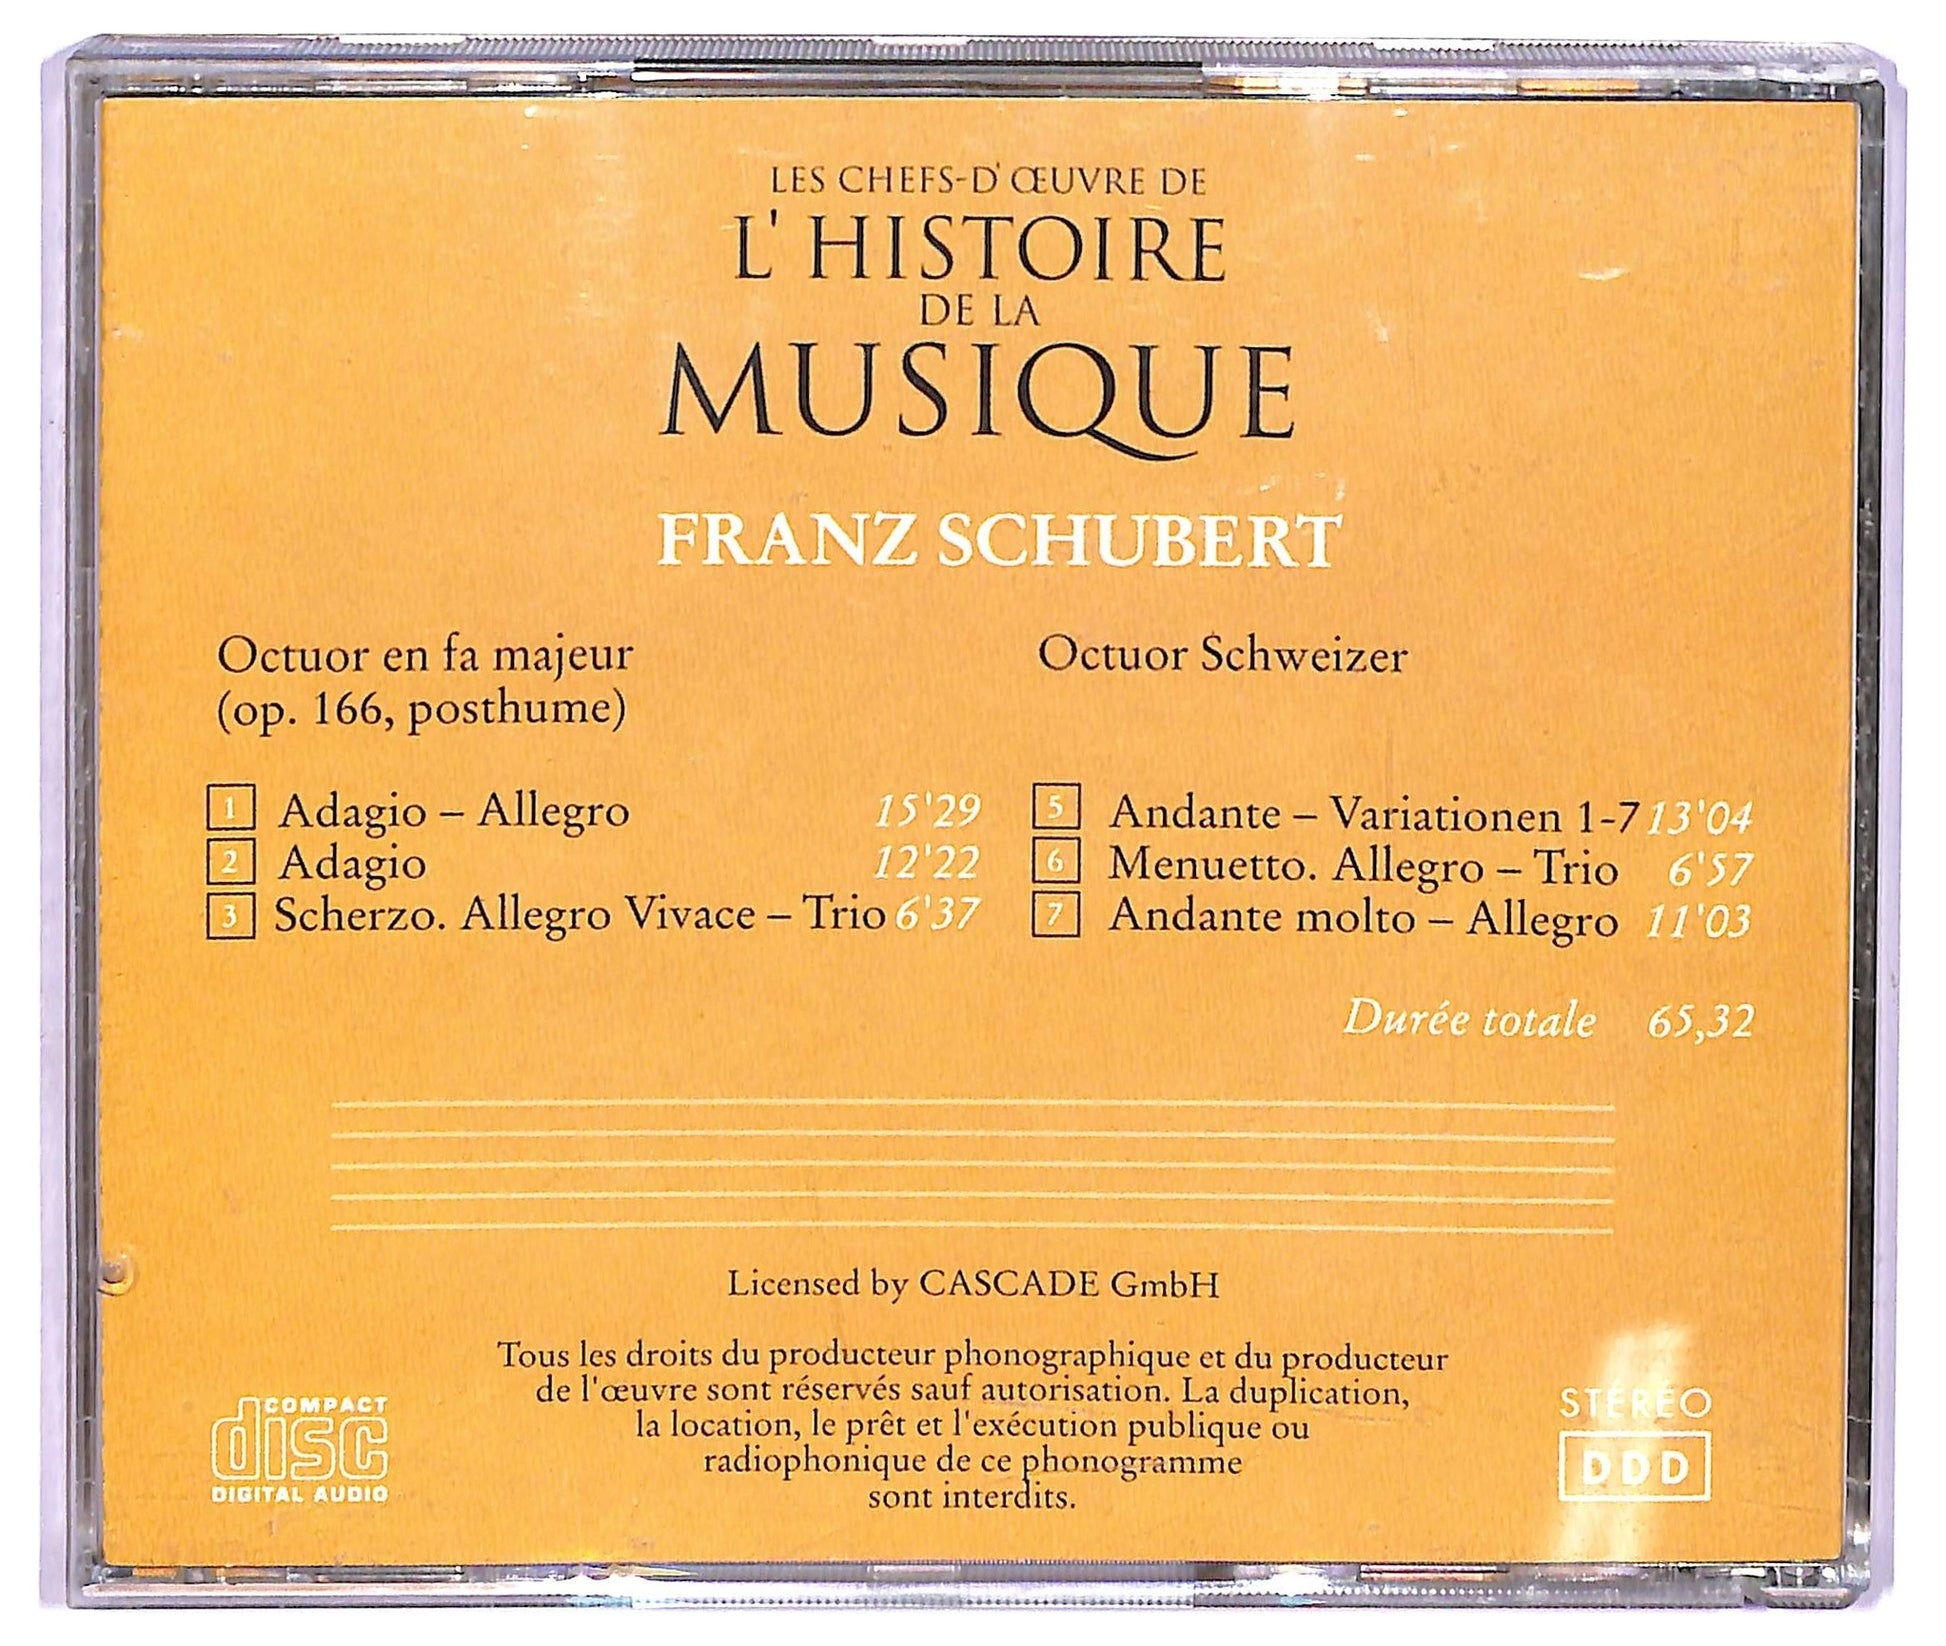 LES CHEFS-D'ŒUVRE DE
L'HISTOIRE
DE LA
MUSIQUE
FRANZ SCHUBERT
Octuor en fa majeur
(op. 166, posthume)
1 Adagio – Allegro 15'29
2 Adagio 12'22
3 Scherzo. Allegro Vivace – Trio 6'37
Octuor Schweizer
5 Andante – Variationen 1-7 13'04
6 Menuetto. Allegro – Trio 6'57
7 Andante molto – Allegro 11'03
Durée totale 65,32
Licensed by CASCADE GmbH
Tous les droits du producteur phonographique et du producteur
de l'œuvre sont réservés sauf autorisation. La duplication,
la location, le prêt et l'exécution publique ou
radiophonique de ce phonogramme
sont interdits.
COMPACT
disc
DIGITAL AUDIO
STÉRÉO
DDD